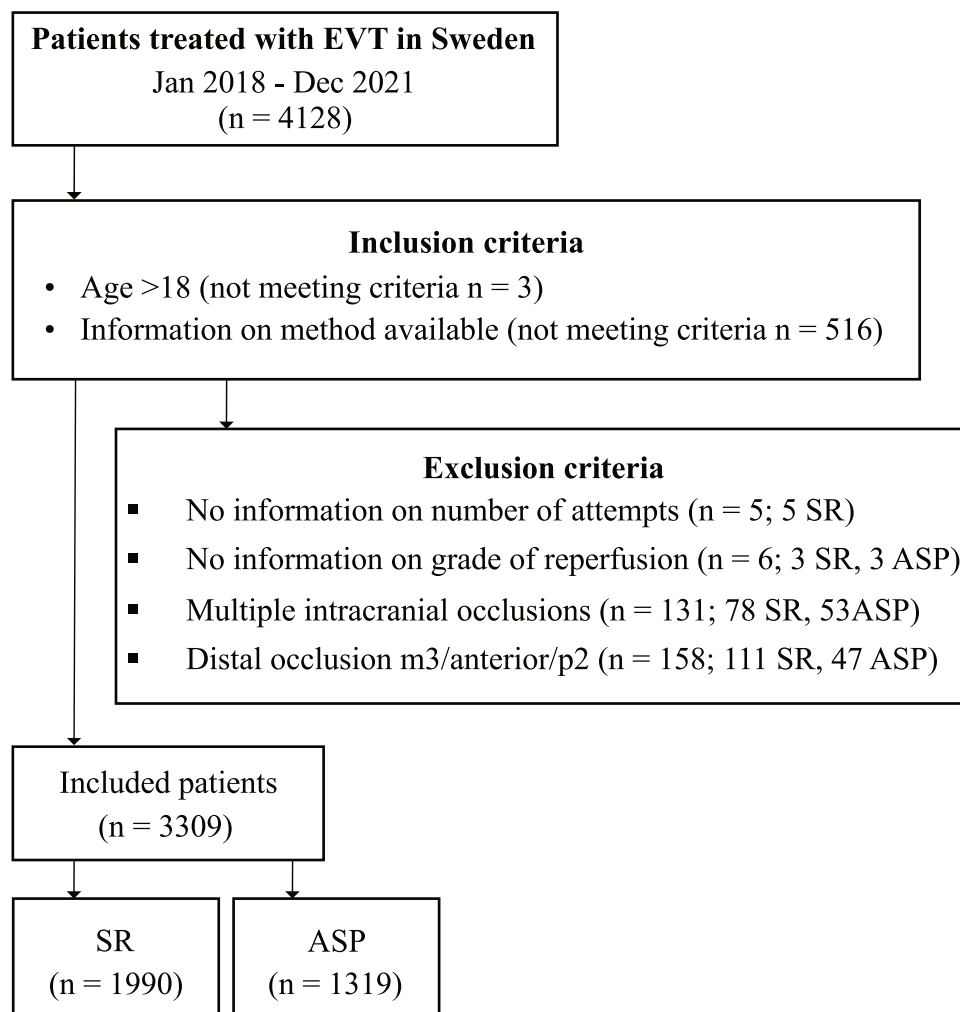 Patients treated with EVT in Sweden
Jan 2018 - Dec 2021
(n = 4128)
Inclusion criteria
• Age >18 (not meeting criteria n = 3)
• Information on method available (not meeting criteria n = 516)
Exclusion criteria
▪ No information on number of attempts (n = 5; 5 SR)
▪ No information on grade of reperfusion (n = 6; 3 SR, 3 ASP)
▪ Multiple intracranial occlusions (n = 131; 78 SR, 53ASP)
▪ Distal occlusion m3/anterior/p2 (n = 158; 111 SR, 47 ASP)
Included patients
(n = 3309)
SR
(n = 1990)
ASP
(n = 1319)